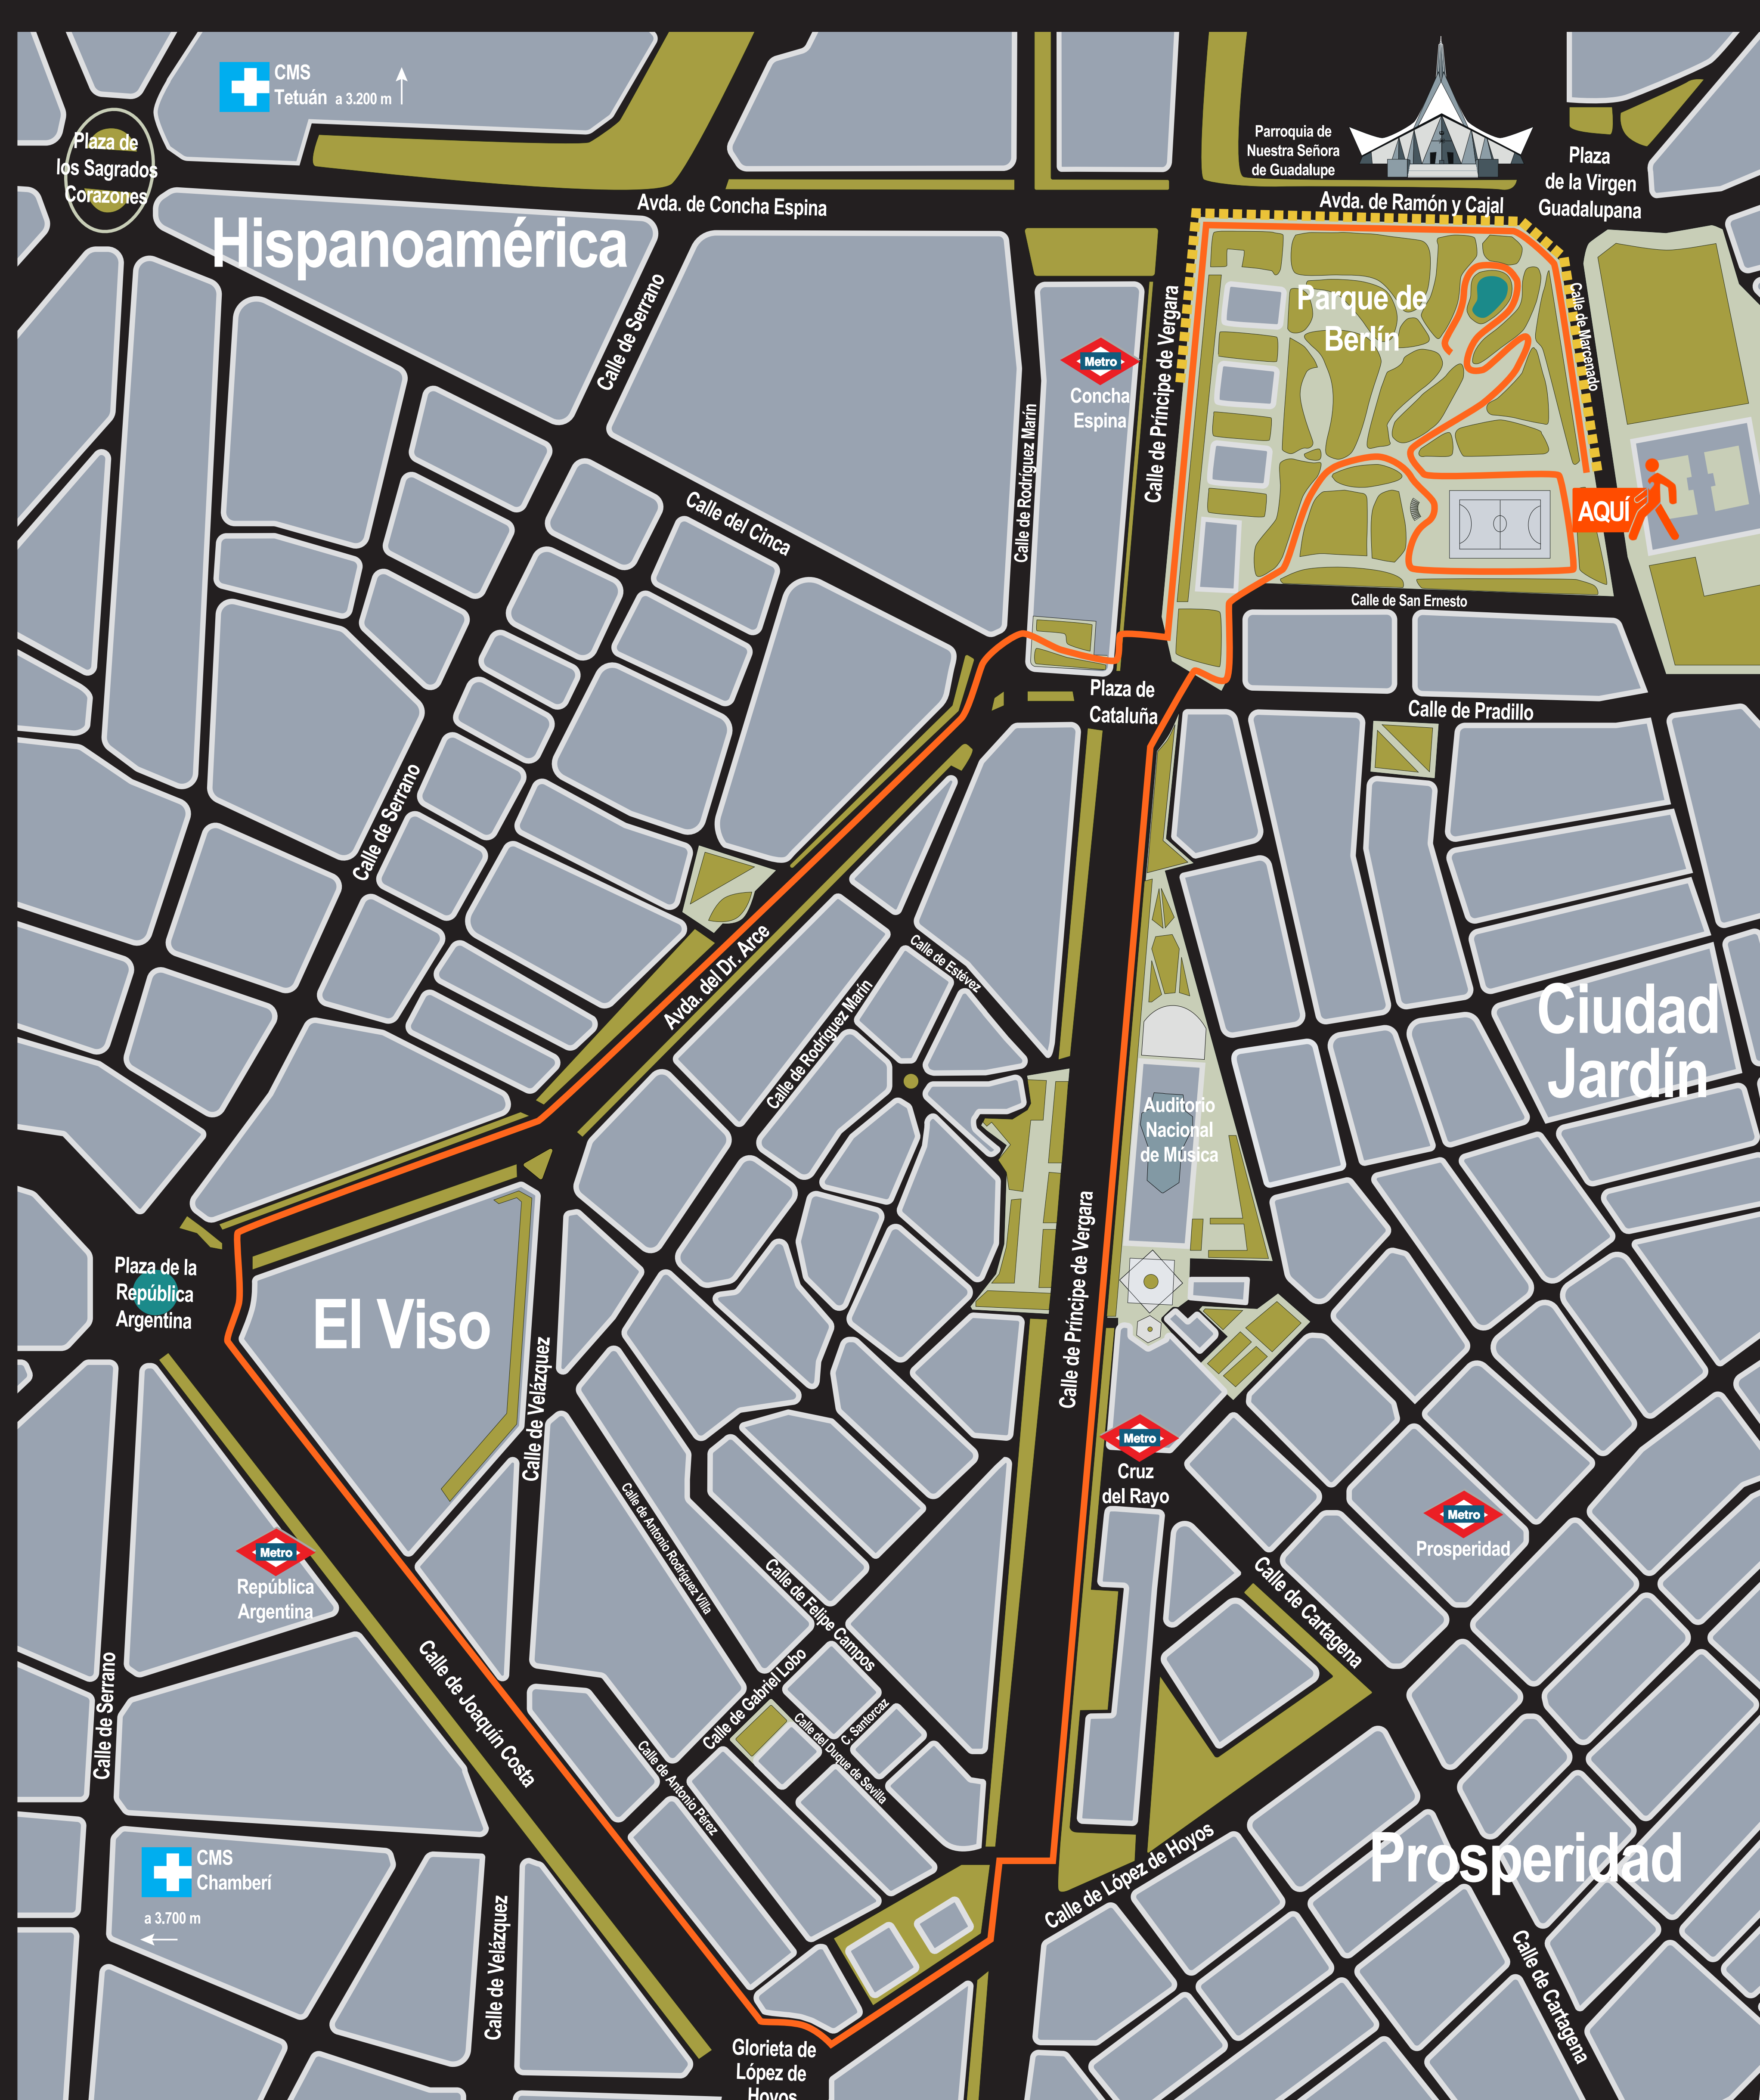 CMS
Tetuán a 3.200 m
Plaza de
los Sagrados
Corazones
Hispanoamérica
Avda. de Concha Espina
Parroquia de
Nuestra Señora
de Guadalupe
Plaza
de la Virgen
Guadalupana
Avda. de Ramón y Cajal
Calle de Serrano
Parque de
Berlín
Calle de Marcenado
Calle de Príncipe de Vergara
Metro
Concha
Espina
Calle de Rodríguez Marín
Calle del Cinca
AQUÍ
Calle de San Ernesto
Plaza de
Cataluña
Calle de Pradillo
Calle de Serrano
Avda. del Dr. Arce
Calle de Estévez
Calle de Rodríguez Marín
Ciudad
Jardín
Auditorio
Nacional
de Música
Plaza de la
República
Argentina
El Viso
Calle de Príncipe de Vergara
Calle de Velázquez
Metro
Cruz
del Rayo
Metro
Prosperidad
Metro
República
Argentina
Calle de Antonio Rodríguez Villa
Calle de Felipe Campos
Calle de Cartagena
Calle de Serrano
Calle de Joaquín Costa
Calle de Gabriel Lobo
C. Santorcaz
Calle del Duque de Sevilla
Calle de Antonio Pérez
CMS
Chamberí
a 3.700 m
Calle de López de Hoyos
Prosperidad
Calle de Velázquez
Calle de Cartagena
Glorieta de
López de
Hoyos